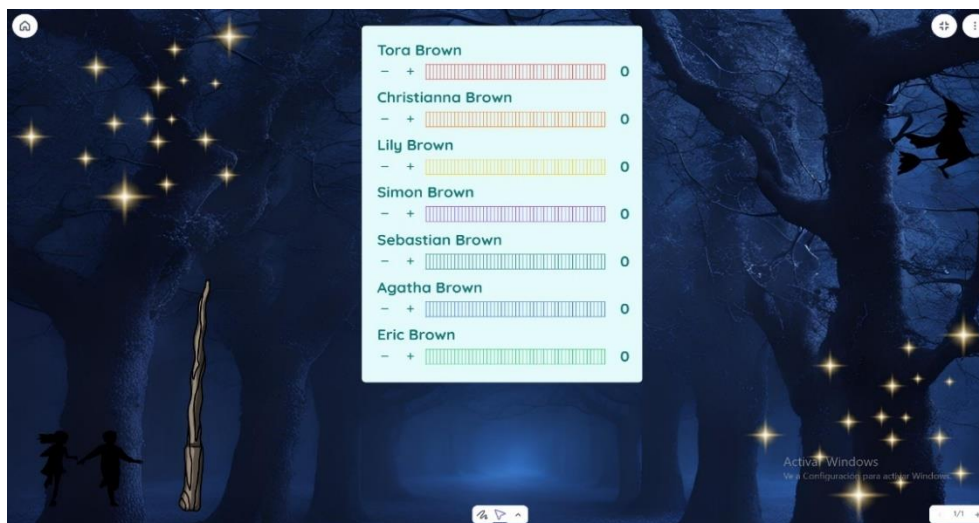 Tora Brown
- + 0
Christianna Brown
- + 0
Lily Brown
- + 0
Simon Brown
- + 0
Sebastian Brown
- + 0
Agatha Brown
- + 0
Eric Brown
- + 0
Activar Windows
Ve a Configuración para activar Windows.
1/1